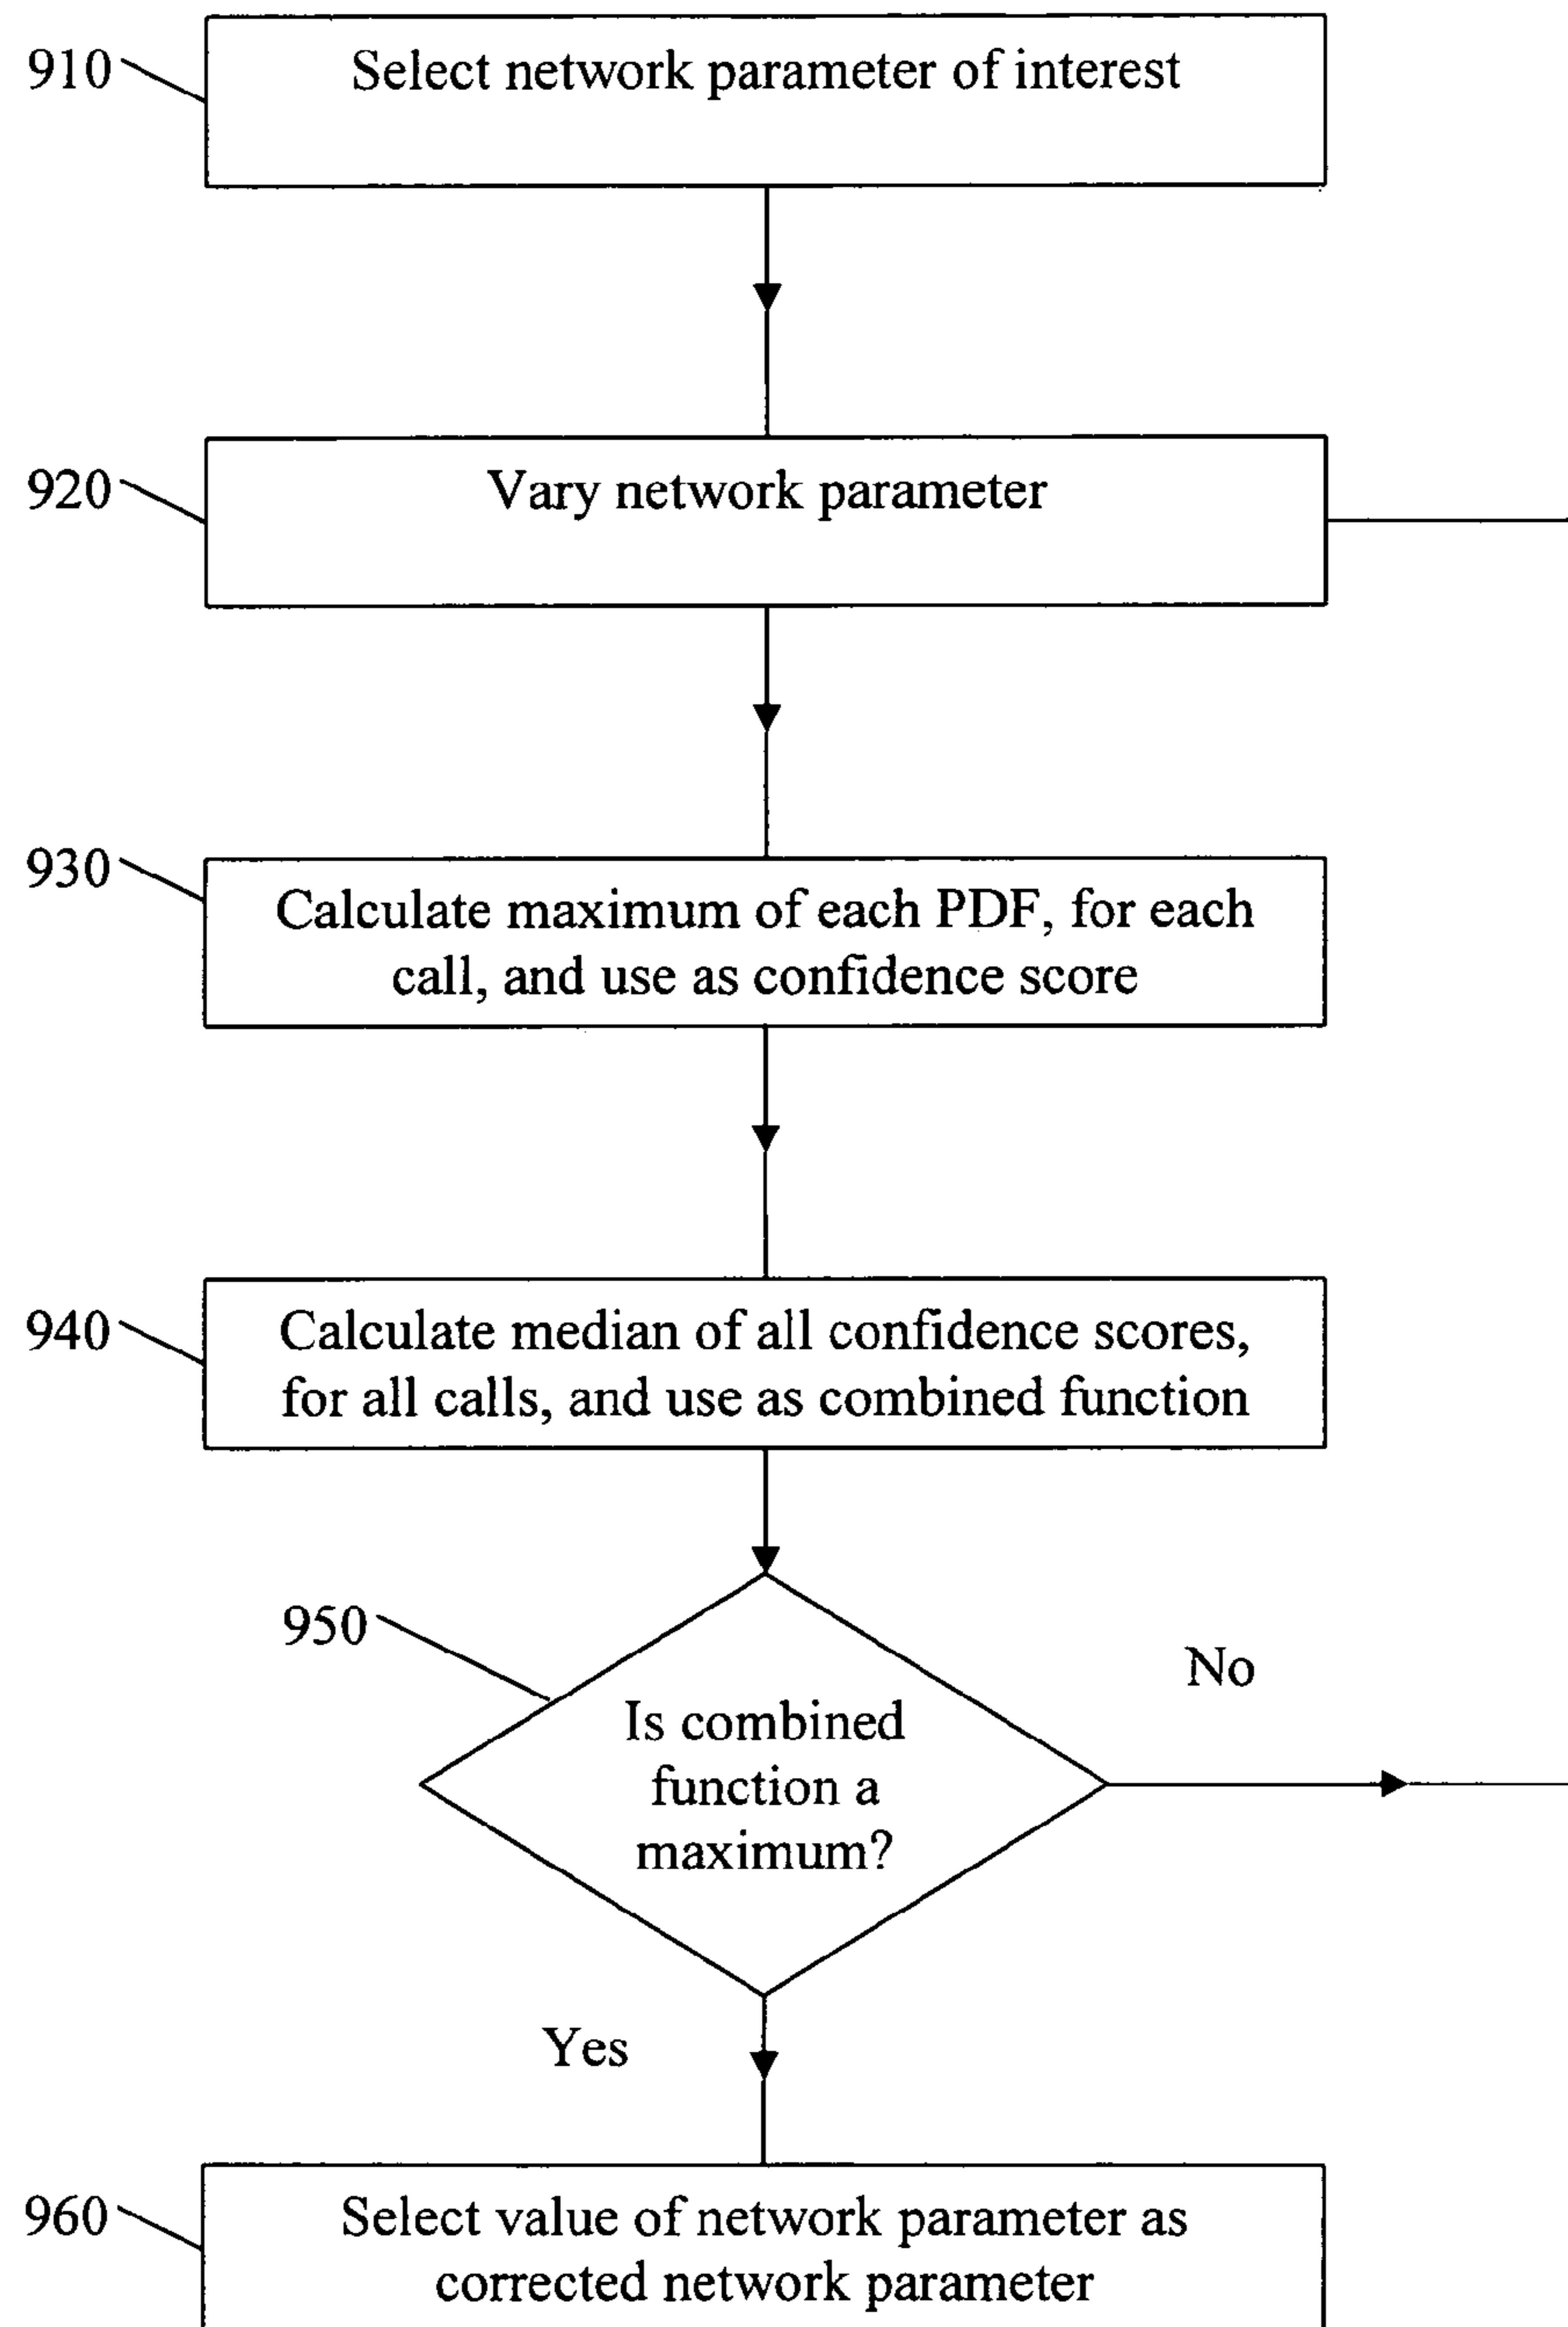 910
Select network parameter of interest
920
Vary network parameter
930
Calculate maximum of each PDF, for each
call, and use as confidence score
940
Calculate median of all confidence scores,
for all calls, and use as combined function
950
No
Is combined
function a
maximum?
Yes
960
Select value of network parameter as
corrected network parameter